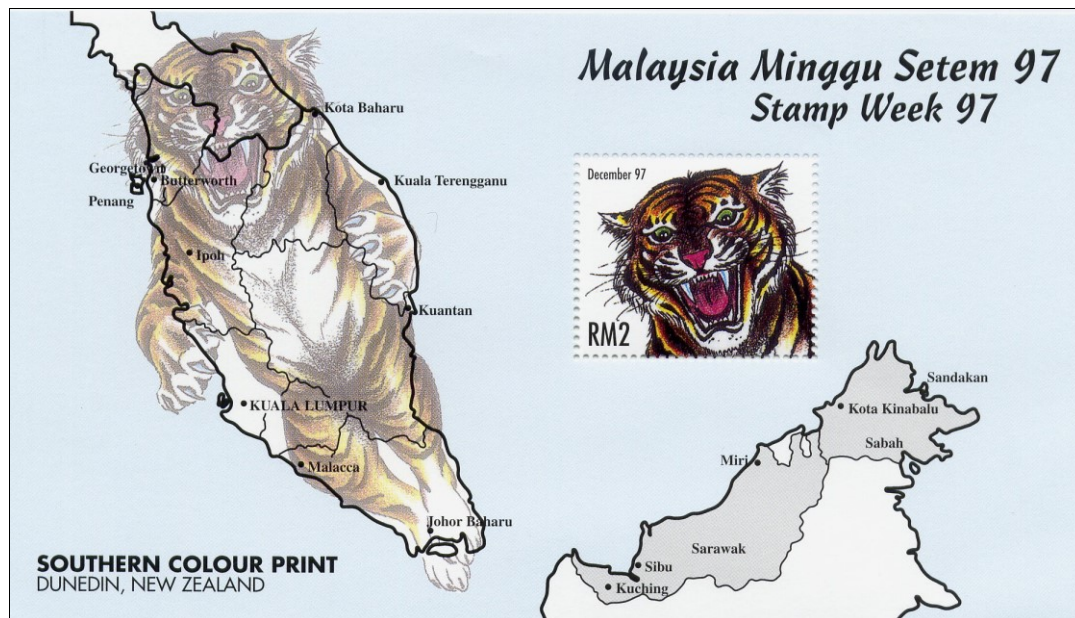 Malaysia Minggu Setem 97
Stamp Week 97
December 97
RM2
Kota Baharu
Georgetown
Butterworth
Penang
Kuala Terengganu
Ipoh
Kuantan
KUALA LUMPUR
Malacca
Johor Baharu
Sandakan
Kota Kinabalu
Sabah
Miri
Sarawak
Sibu
Kuching
SOUTHERN COLOUR PRINT
DUNEDIN, NEW ZEALAND